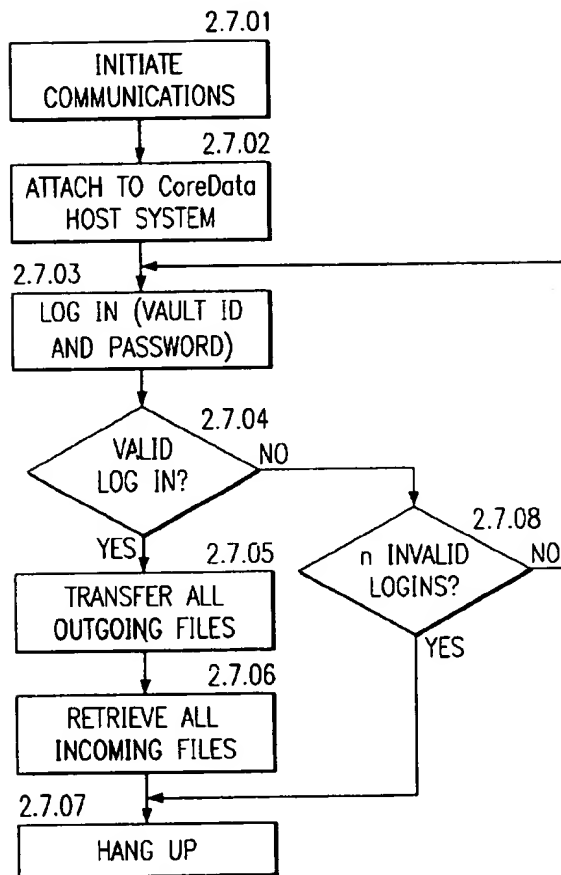 2.7.01
INITIATE
COMMUNICATIONS
2.7.02
ATTACH TO CoreData
HOST SYSTEM
2.7.03
LOG IN (VAULT ID
AND PASSWORD)
2.7.04
VALID
LOG IN?
NO
YES
2.7.08
n INVALID
LOGINS?
NO
YES
2.7.05
TRANSFER ALL
OUTGOING FILES
2.7.06
RETRIEVE ALL
INCOMING FILES
2.7.07
HANG UP